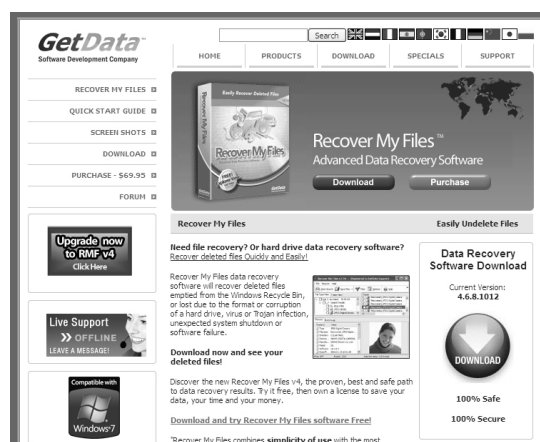 Search
GetData™
Software Development Company
HOME
PRODUCTS
DOWNLOAD
SPECIALS
SUPPORT
RECOVER MY FILES
QUICK START GUIDE
SCREEN SHOTS
DOWNLOAD
PURCHASE - $69.95
FORUM
Easily Recover Deleted Files
Recover My Files
Recover My Files
GetData
Recover My Files™
Advanced Data Recovery Software
Download
Purchase
Upgrade now
to RMF v4
Click Here
Live Support
OFFLINE
LEAVE A MESSAGE!
Compatible with
Windows 7
Recover My Files
Easily Undelete Files
Need file recovery? Or hard drive data recovery software?
Recover deleted files Quickly and Easily!
Recover My Files data recovery
software will recover deleted files
emptied from the Windows Recycle Bin,
or lost due to the format or corruption
of a hard drive, virus or Trojan infection,
unexpected system shutdown or
software failure.
Download now and see your
deleted files!
Discover the new Recover My Files v4, the proven, best and safe path
to data recovery results. Try it free, then own a license to save your
data, your time and your money.
Download and try Recover My Files software Free!
"Recover My Files combines simplicity of use with the most
Data Recovery
Software Download
Current Version:
4.6.8.1012
DOWNLOAD
100% Safe
100% Secure